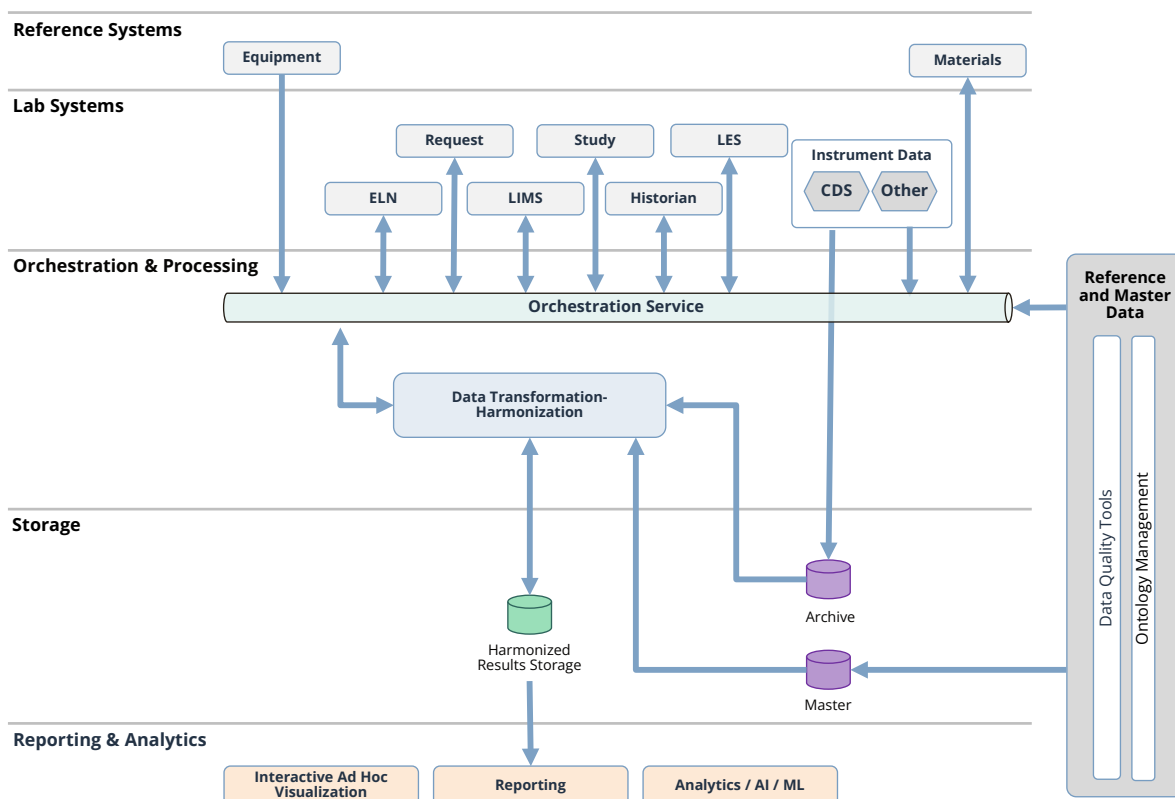 Reference Systems
Equipment
Materials
Lab Systems
Request
Study
LES
Instrument Data
CDS
Other
ELN
LIMS
Historian
Orchestration & Processing
Orchestration Service
Reference
and Master
Data
Data Quality Tools
Ontology Management
Data Transformation-
Harmonization
Storage
Archive
Harmonized
Results Storage
Master
Reporting & Analytics
Interactive Ad Hoc
Visualization
Reporting
Analytics / AI / ML